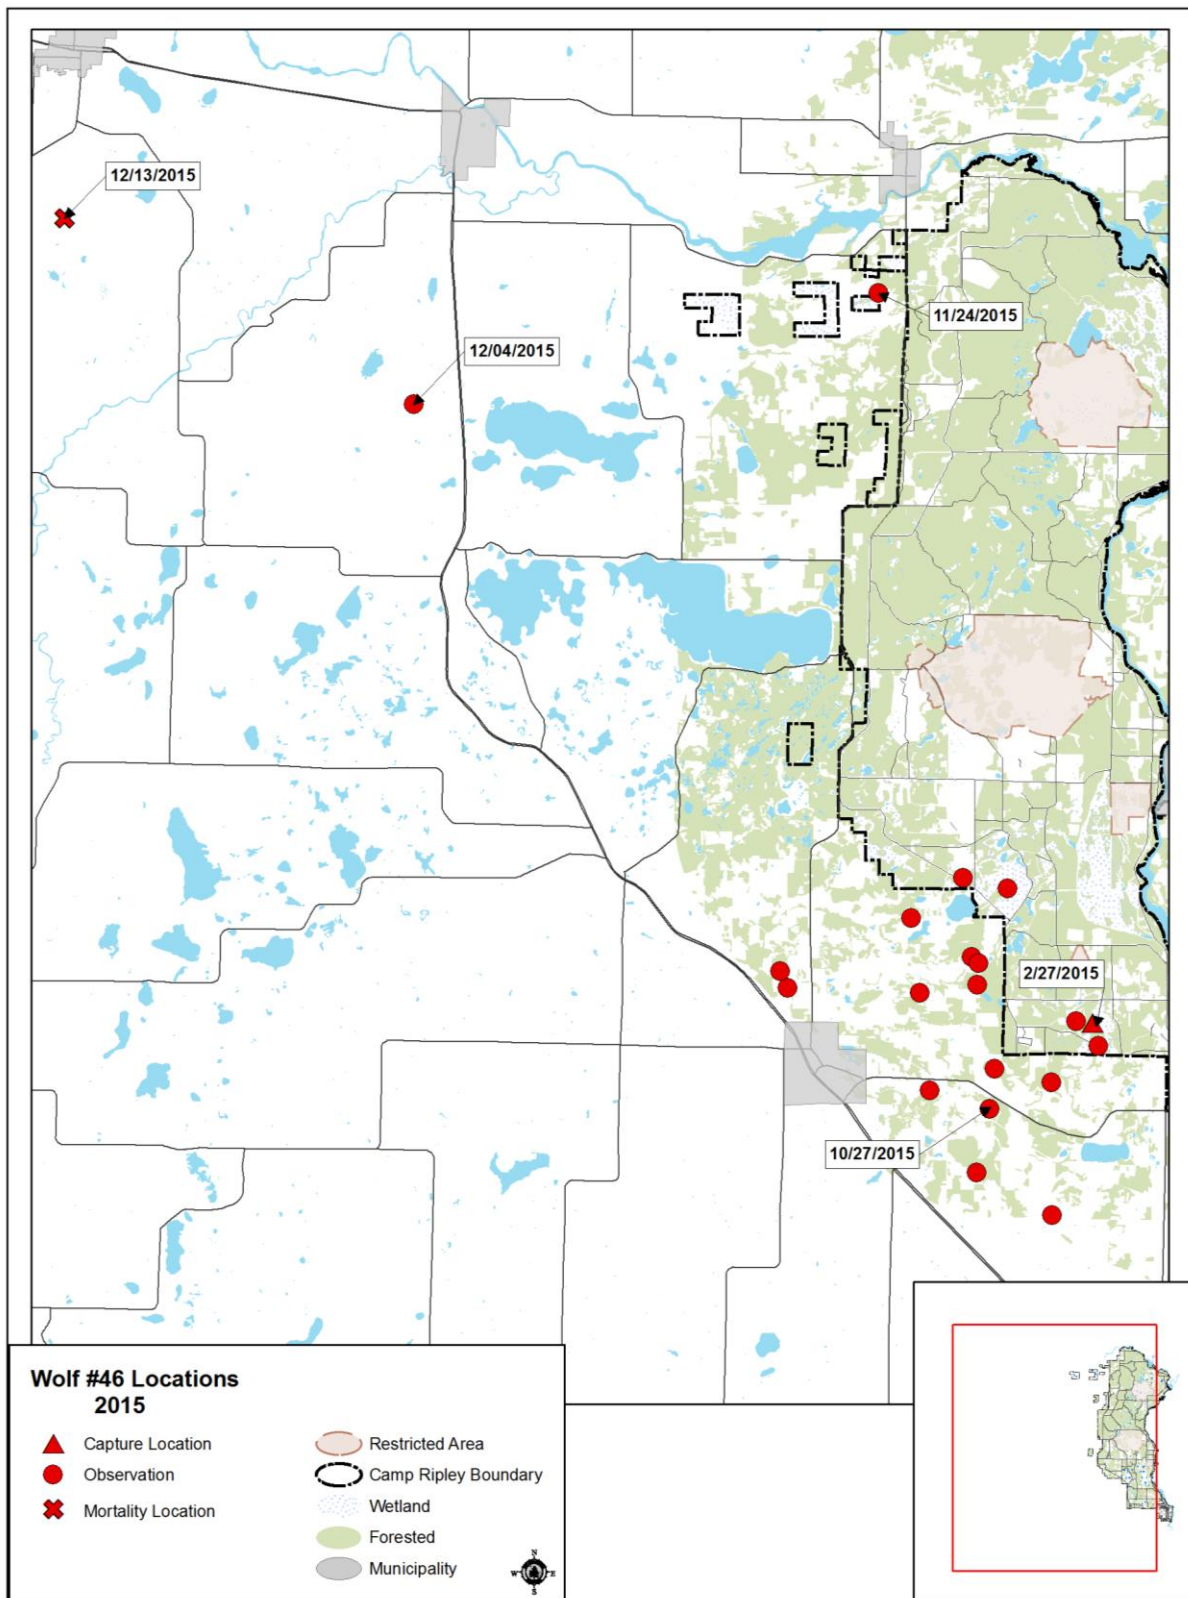 12/13/2015
11/24/2015
12/04/2015
2/27/2015
10/27/2015
Wolf #46 Locations
2015
Capture Location
Observation
Mortality Location
Restricted Area
Camp Ripley Boundary
Wetland
Forested
Municipality
N
W E
S